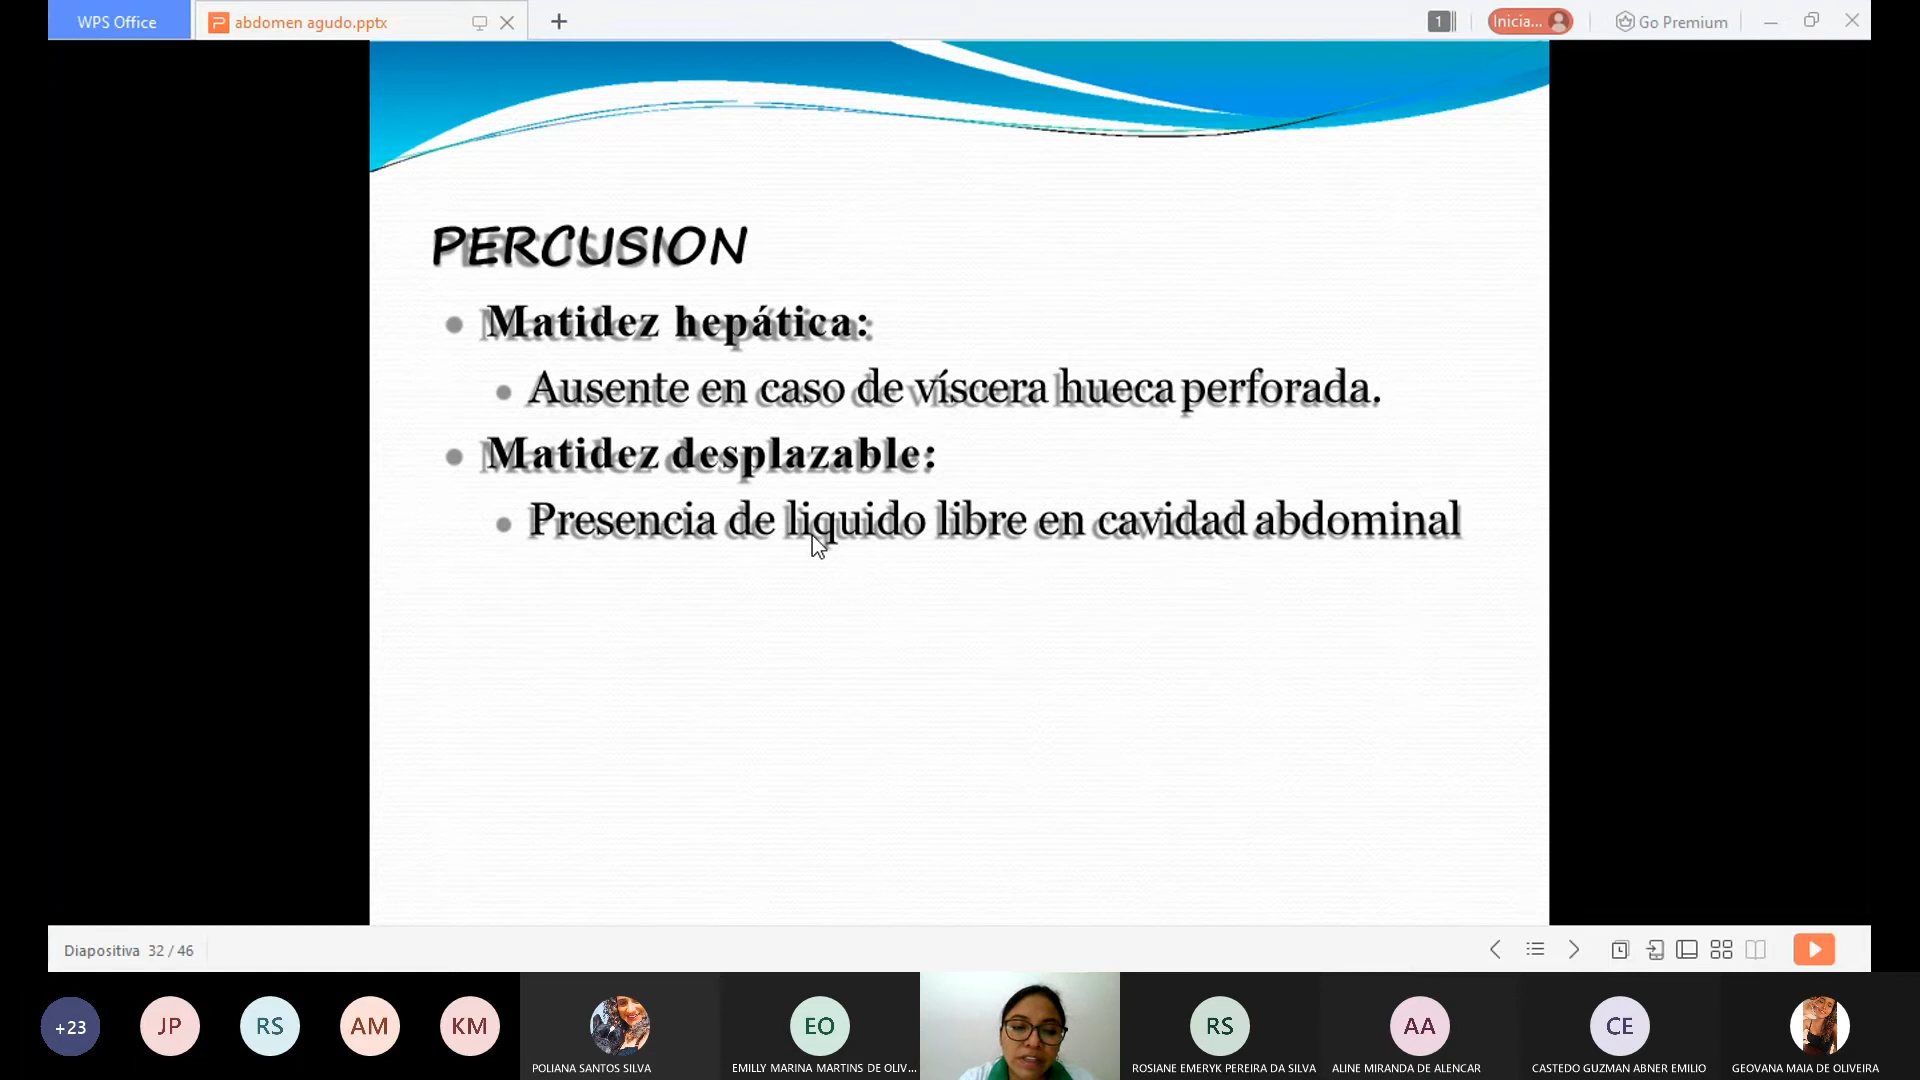 WPS Office
abdomen agudo.pptx
1
Inicia...
Go Premium
PERCUSION
Matidez hepática:
Ausente en caso de víscera hueca perforada.
Matidez desplazable:
Presencia de liquido libre en cavidad abdominal
Diapositiva 32 / 46
+23
JP
RS
AM
KM
EO
RS
AA
CE
POLIANA SANTOS SILVA
EMILLY MARINA MARTINS DE OLIV...
ROSIANE EMERYK PEREIRA DA SILVA
ALINE MIRANDA DE ALENCAR
CASTEDO GUZMAN ABNER EMILIO
GEOVANA MAIA DE OLIVEIRA